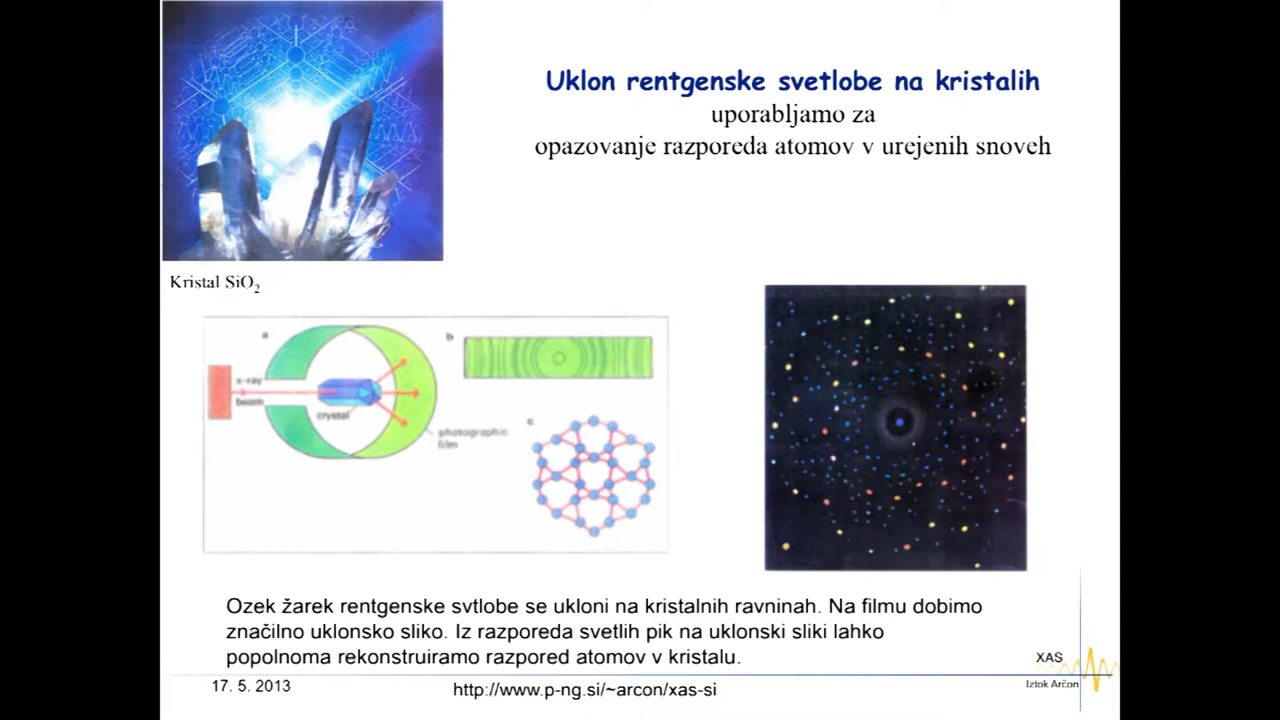 Uklon rentgenske svetlobe na kristalih
uporabljamo za
opazovanje razporeda atomov v urejenih snoveh
Kristal SiO₂
a
b
x-ray
beam
crystal
photographic
film
c
Ozek žarek rentgenske svtlobe se ukloni na kristalnih ravninah. Na filmu dobimo
značilno uklonsko sliko. Iz razporeda svetlih pik na uklonski sliki lahko
popolnoma rekonstruiramo razpored atomov v kristalu.
XAS
Iztok Arčon
17. 5. 2013
http://www.p-ng.si/~arcon/xas-si